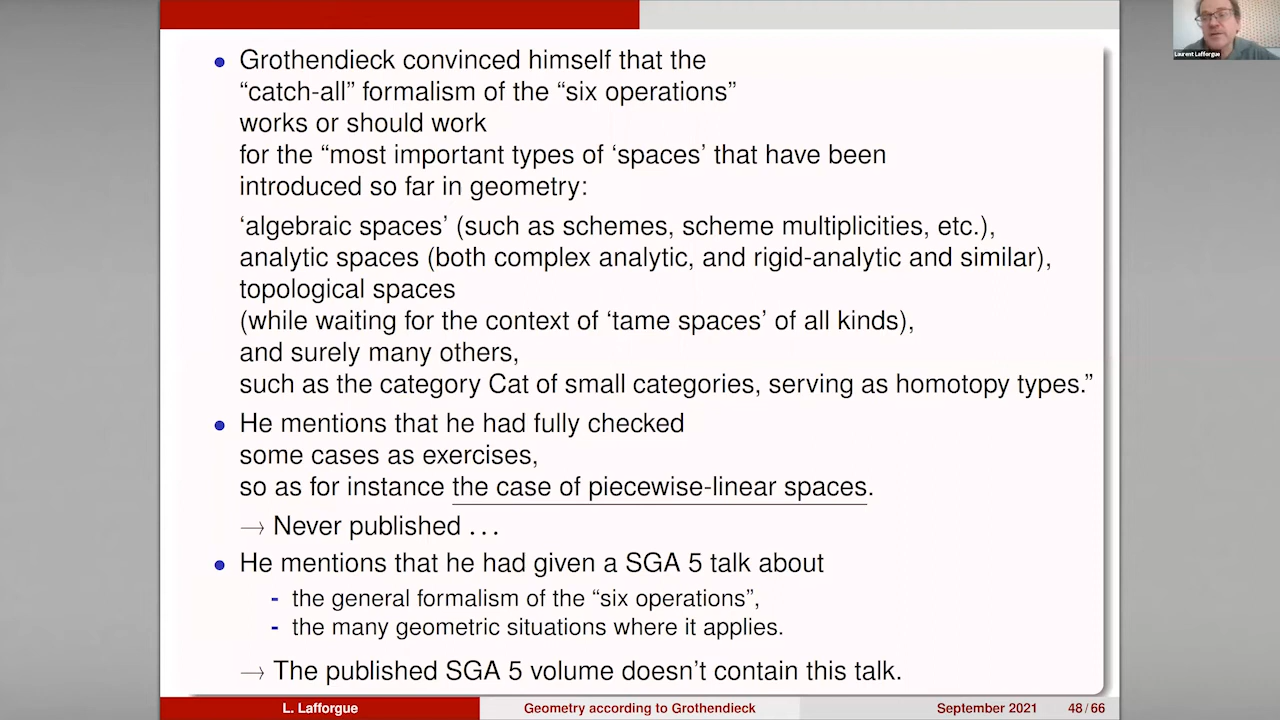 Laurent Lafforgue
• Grothendieck convinced himself that the
“catch-all” formalism of the “six operations”
works or should work
for the “most important types of ‘spaces’ that have been
introduced so far in geometry:
‘algebraic spaces’ (such as schemes, scheme multiplicities, etc.),
analytic spaces (both complex analytic, and rigid-analytic and similar),
topological spaces
(while waiting for the context of ‘tame spaces’ of all kinds),
and surely many others,
such as the category Cat of small categories, serving as homotopy types.”
• He mentions that he had fully checked
some cases as exercises,
so as for instance the case of piecewise-linear spaces.
→ Never published . . .
• He mentions that he had given a SGA 5 talk about
- the general formalism of the “six operations”,
- the many geometric situations where it applies.
→ The published SGA 5 volume doesn’t contain this talk.
L. Lafforgue Geometry according to Grothendieck September 2021 48 / 66